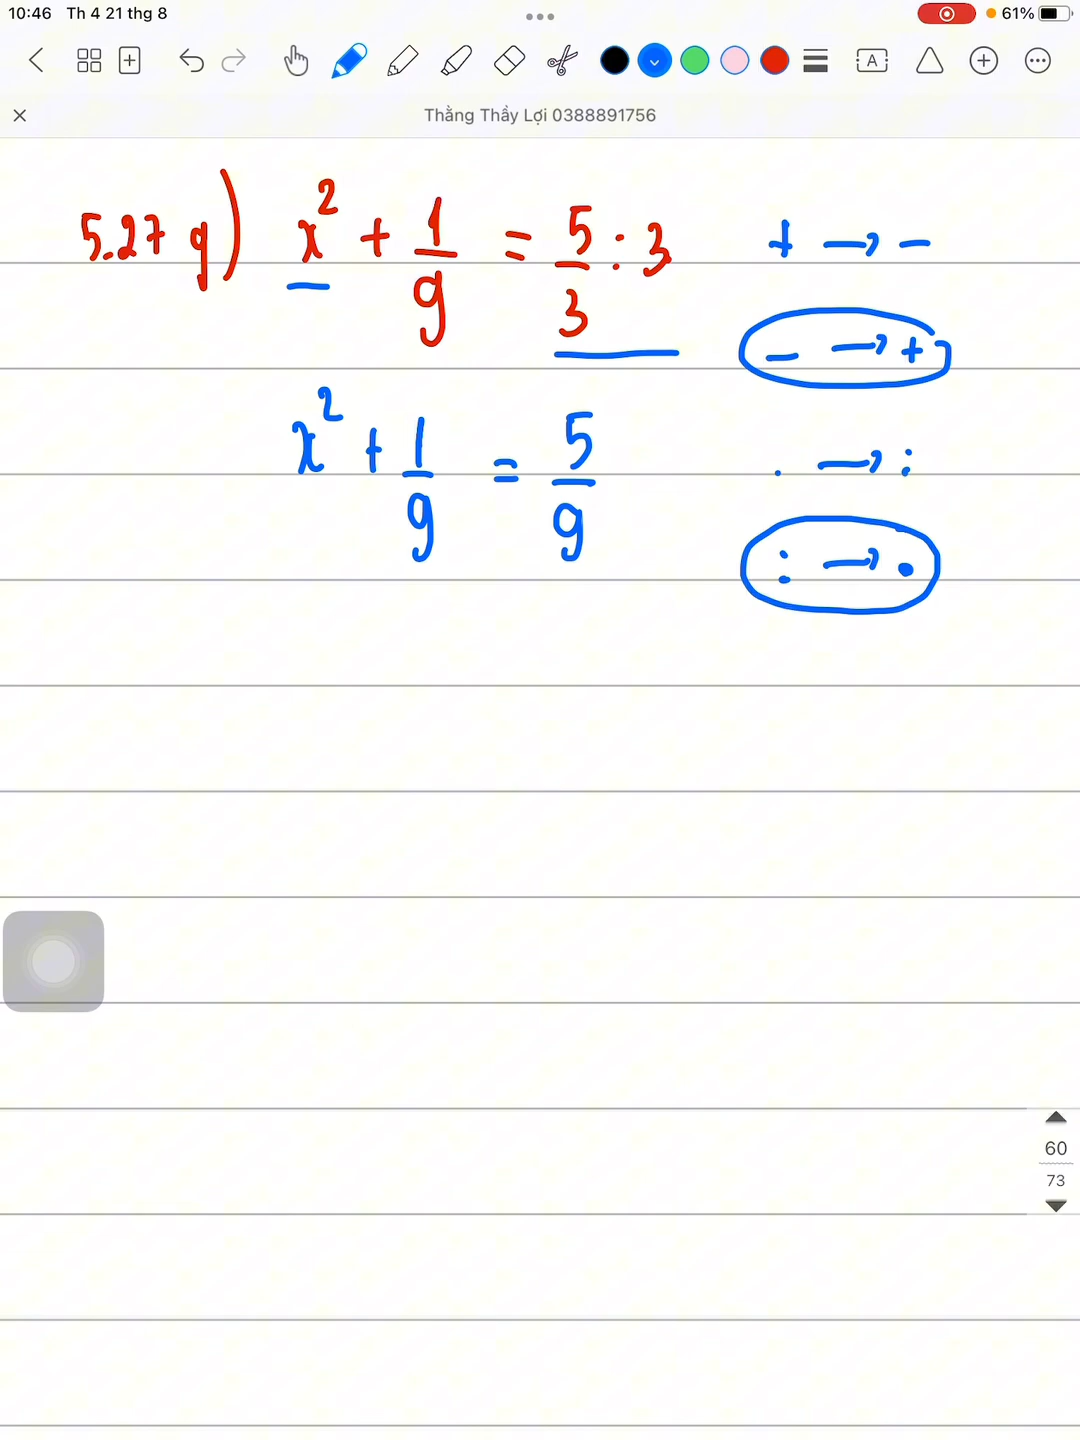 10:46 Th 4 21 thg 8 61%
A
Thằng Thầy Lợi 0388891756
5.27 g) x² + 1/9 = 5/3 : 3
+ → -
- → +
x² + 1/9 = 5/9
. → :
: → .
60
73